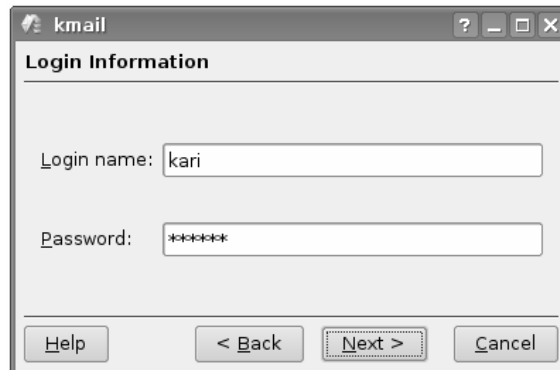 kmail
Login Information
Login name: kari
Password: ******
Help < Back Next > Cancel